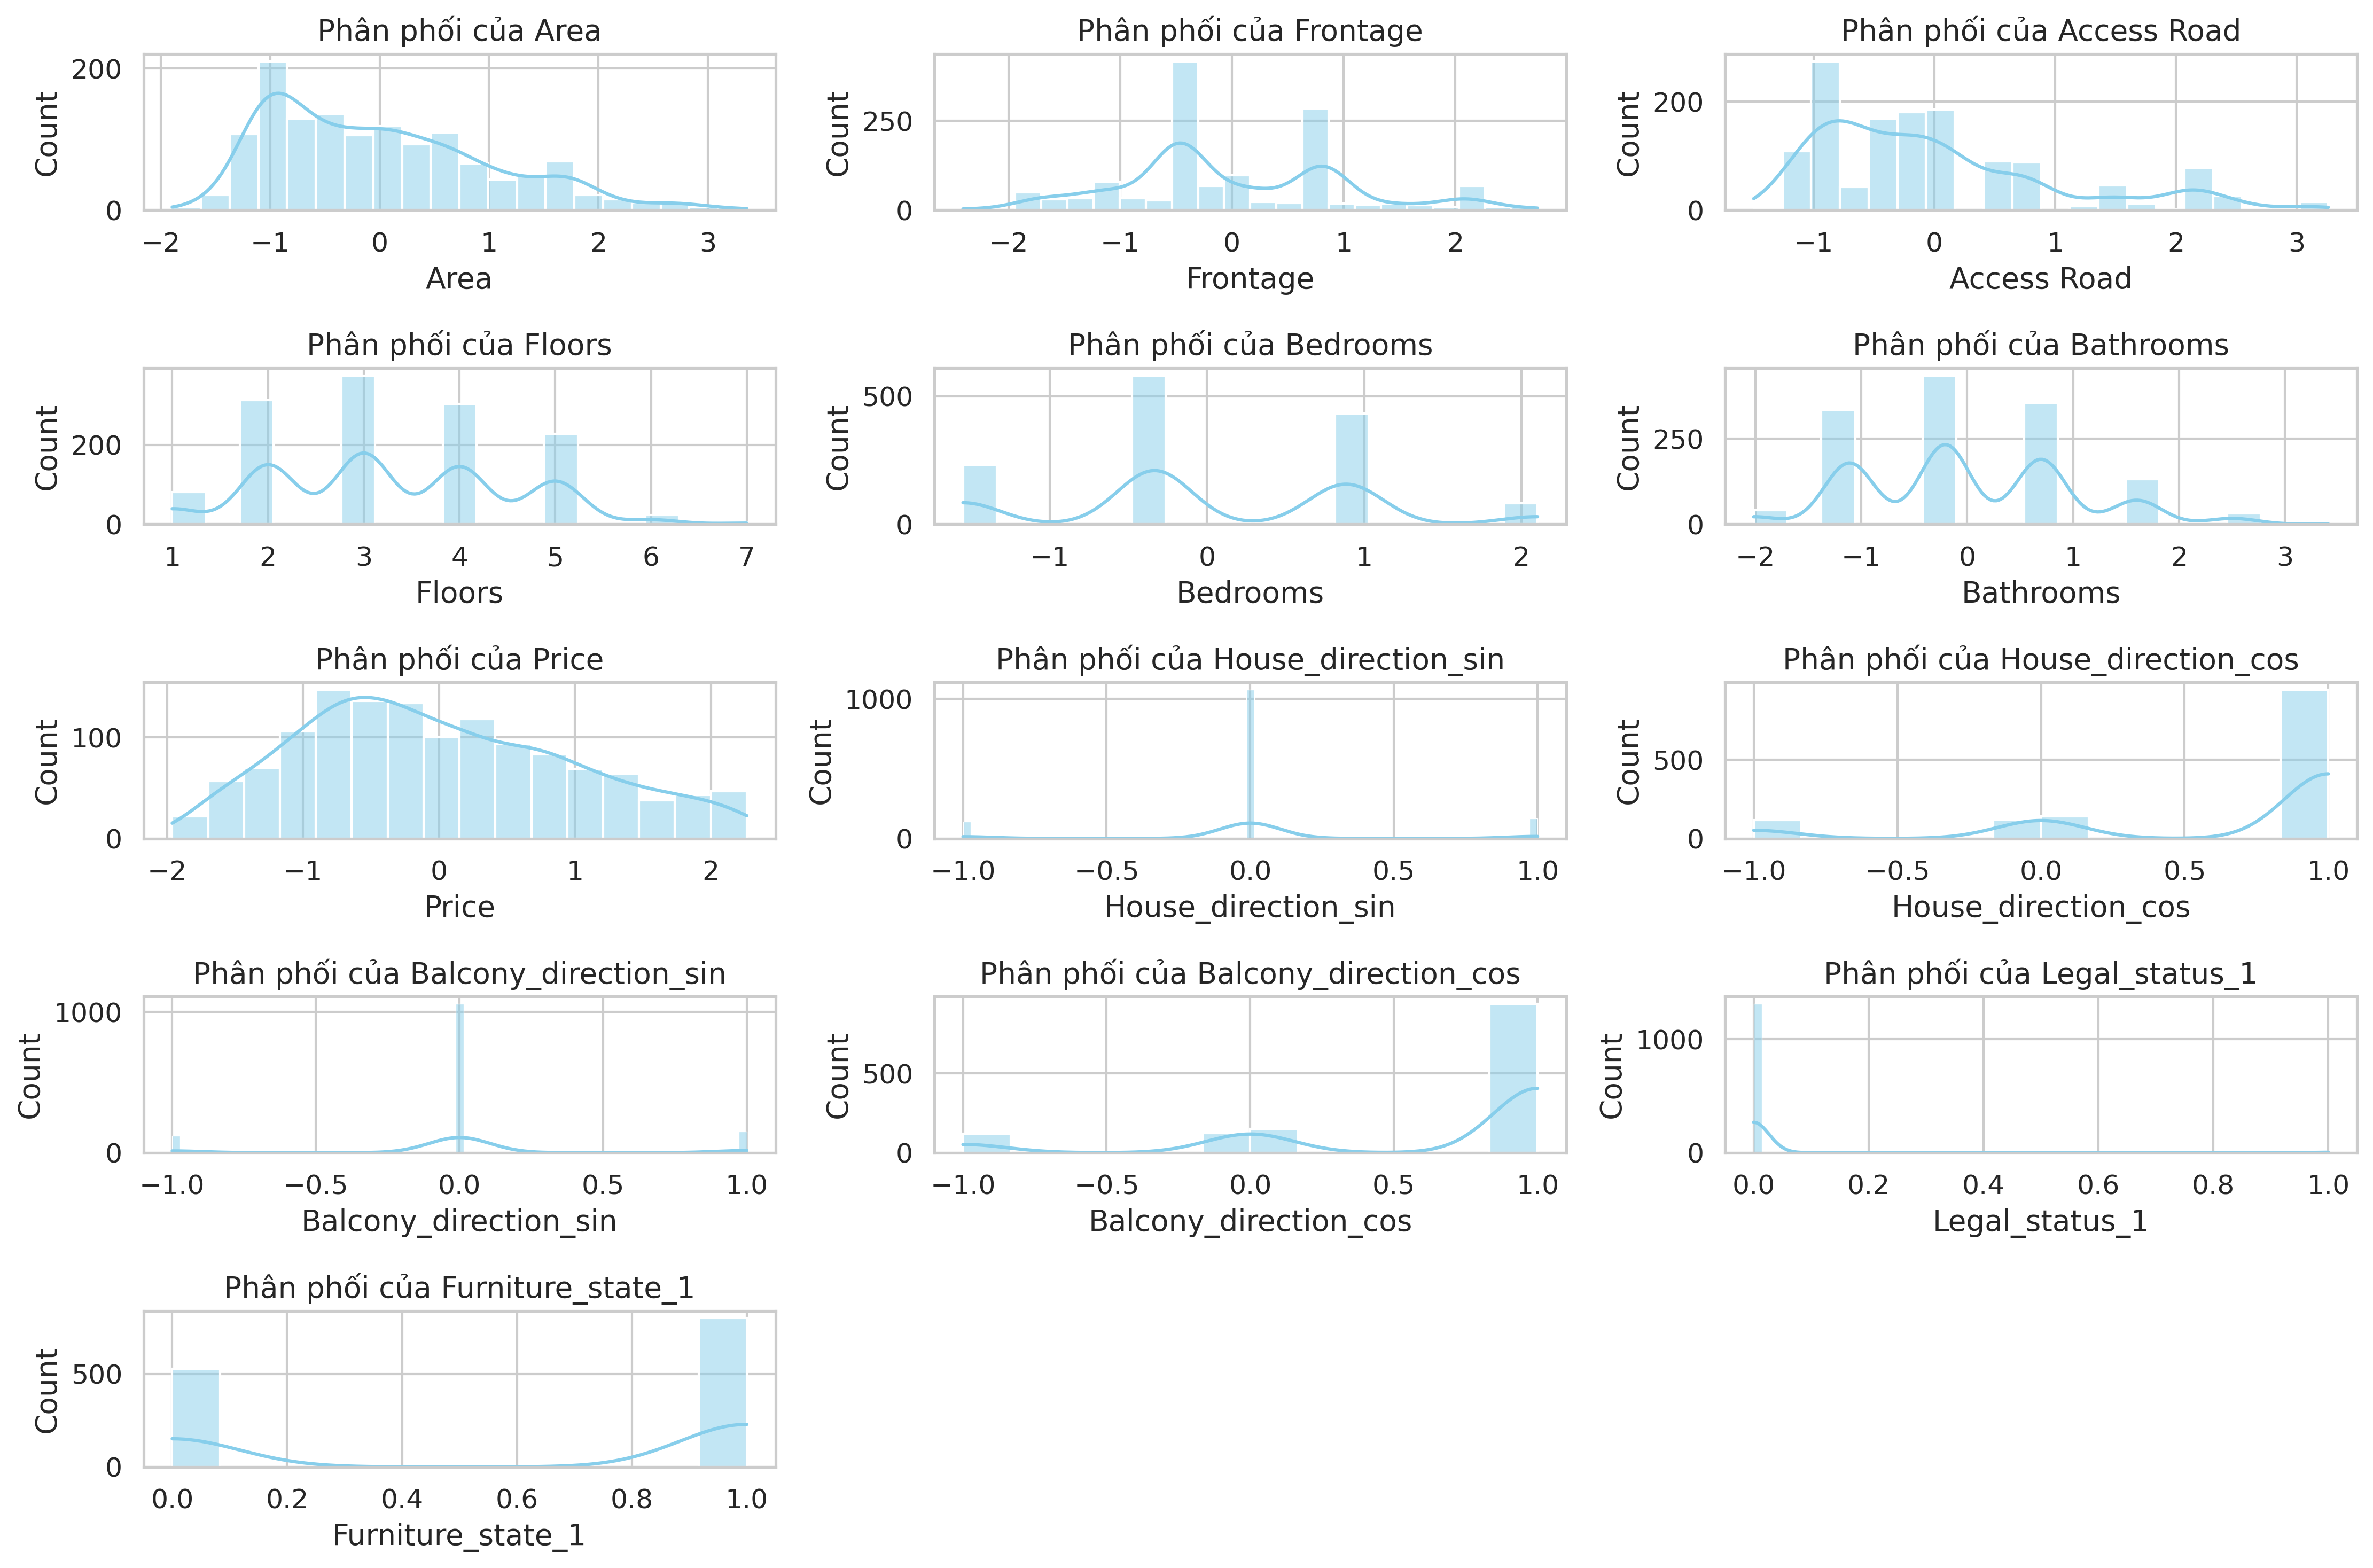 Phân phối của Area
200
0
Count
−2 −1 0 1 2 3
Area
Phân phối của Frontage
250
0
Count
−2 −1 0 1 2
Frontage
Phân phối của Access Road
200
0
Count
−1 0 1 2 3
Access Road
Phân phối của Floors
200
0
Count
1 2 3 4 5 6 7
Floors
Phân phối của Bedrooms
500
0
Count
−1 0 1 2
Bedrooms
Phân phối của Bathrooms
250
0
Count
−2 −1 0 1 2 3
Bathrooms
Phân phối của Price
100
0
Count
−2 −1 0 1 2
Price
Phân phối của House_direction_sin
1000
0
Count
−1.0 −0.5 0.0 0.5 1.0
House_direction_sin
Phân phối của House_direction_cos
500
0
Count
−1.0 −0.5 0.0 0.5 1.0
House_direction_cos
Phân phối của Balcony_direction_sin
1000
0
Count
−1.0 −0.5 0.0 0.5 1.0
Balcony_direction_sin
Phân phối của Balcony_direction_cos
500
0
Count
−1.0 −0.5 0.0 0.5 1.0
Balcony_direction_cos
Phân phối của Legal_status_1
1000
0
Count
0.0 0.2 0.4 0.6 0.8 1.0
Legal_status_1
Phân phối của Furniture_state_1
500
0
Count
0.0 0.2 0.4 0.6 0.8 1.0
Furniture_state_1